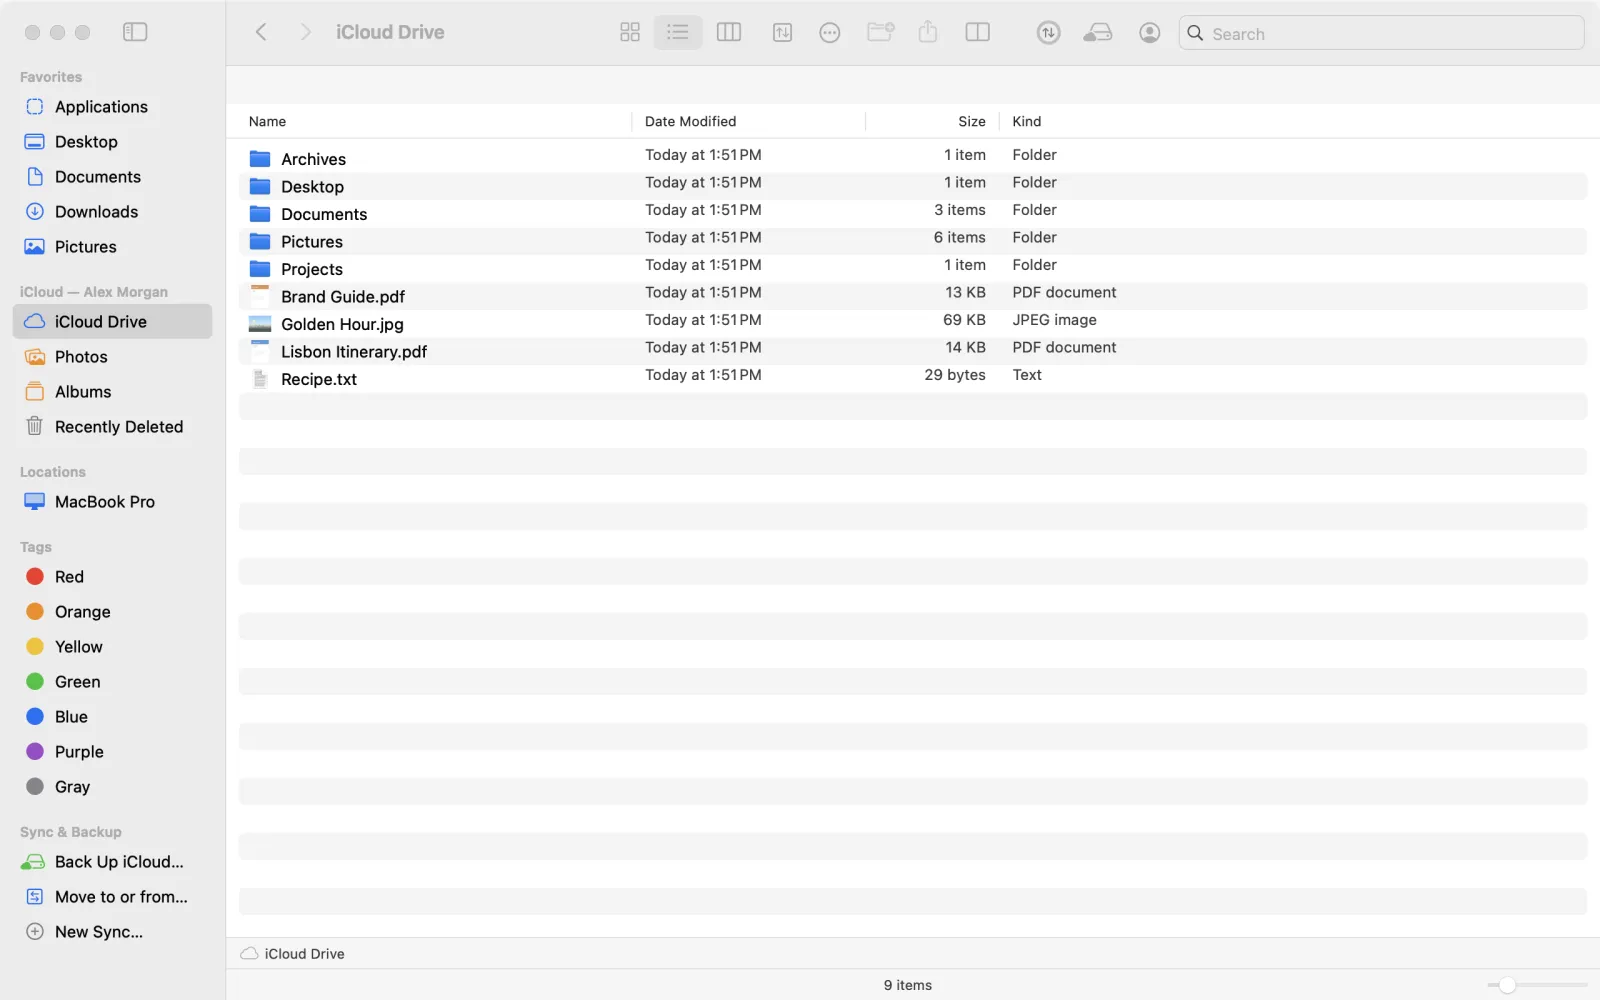 iCloud Drive
Search
Favorites
Applications
Desktop
Documents
Downloads
Pictures
iCloud — Alex Morgan
iCloud Drive
Photos
Albums
Recently Deleted
Locations
MacBook Pro
Tags
Red
Orange
Yellow
Green
Blue
Purple
Gray
Sync & Backup
Back Up iCloud...
Move to or from...
New Sync...
Name Date Modified Size Kind
Archives Today at 1:51 PM 1 item Folder
Desktop Today at 1:51 PM 1 item Folder
Documents Today at 1:51 PM 3 items Folder
Pictures Today at 1:51 PM 6 items Folder
Projects Today at 1:51 PM 1 item Folder
Brand Guide.pdf Today at 1:51 PM 13 KB PDF document
Golden Hour.jpg Today at 1:51 PM 69 KB JPEG image
Lisbon Itinerary.pdf Today at 1:51 PM 14 KB PDF document
Recipe.txt Today at 1:51 PM 29 bytes Text
iCloud Drive
9 items